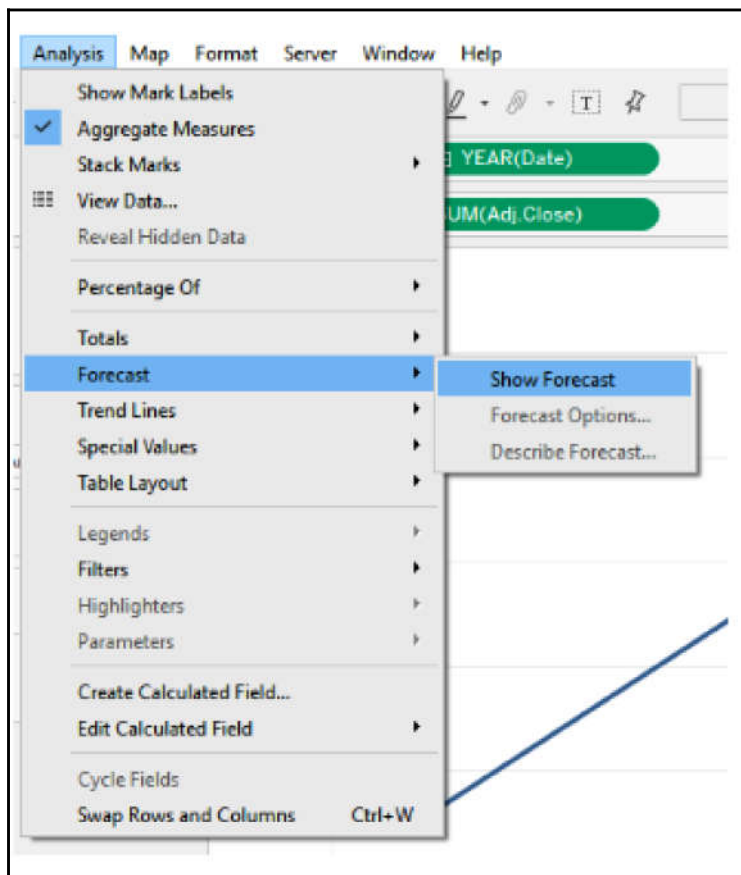 Analysis Map Format Server Window Help
Show Mark Labels
Aggregate Measures
Stack Marks
View Data...
Reveal Hidden Data
Percentage Of
Totals
Forecast
Trend Lines
Special Values
Table Layout
Legends
Filters
Highlighters
Parameters
Create Calculated Field...
Edit Calculated Field
Cycle Fields
Swap Rows and Columns Ctrl+W
T
YEAR(Date)
UM(Adj.Close)
Show Forecast
Forecast Options...
Describe Forecast...